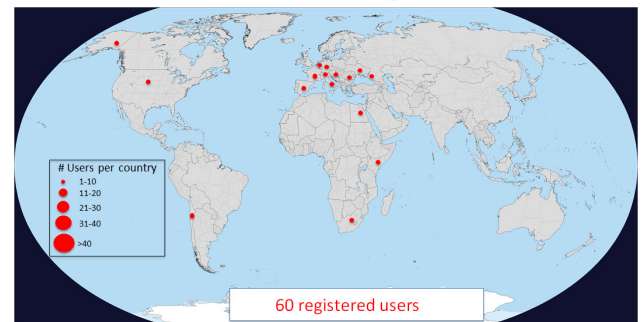 # Users per country
1-10
11-20
21-30
31-40
>40
60 registered users